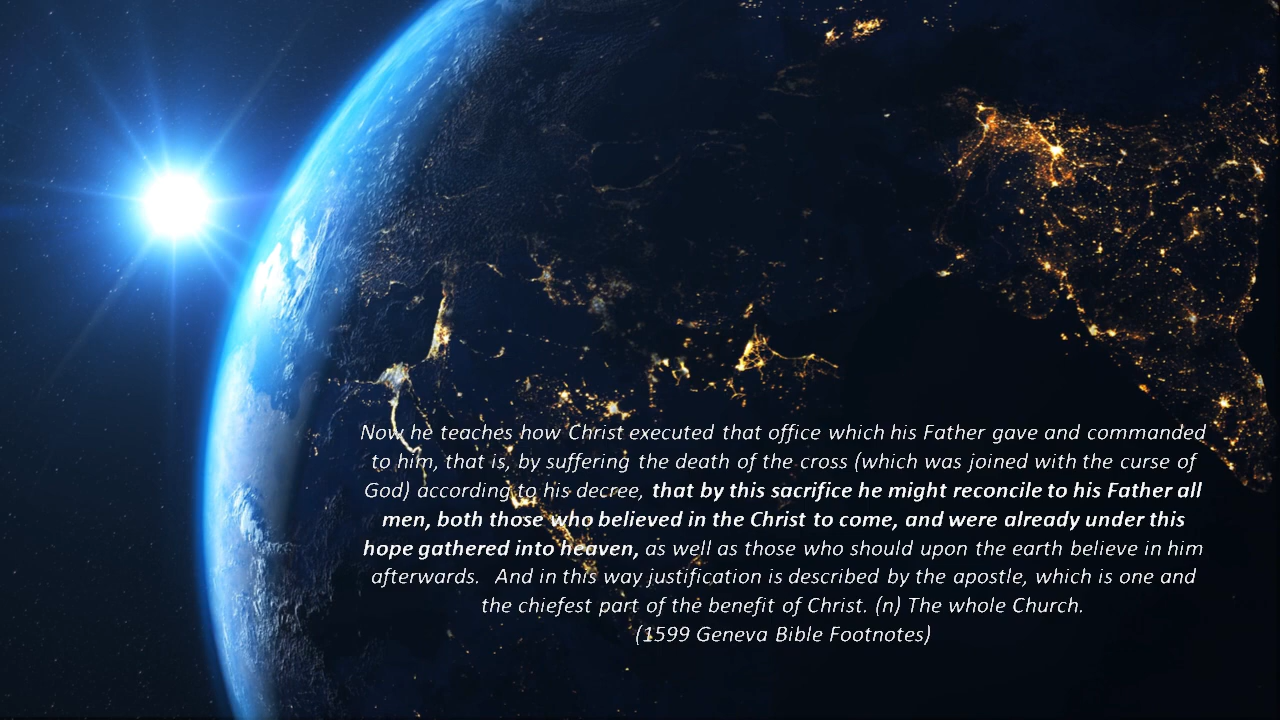 Now he teaches how Christ executed that office which his Father gave and commanded
to him, that is, by suffering the death of the cross (which was joined with the curse of
God) according to his decree, that by this sacrifice he might reconcile to his Father all
men, both those who believed in the Christ to come, and were already under this
hope gathered into heaven, as well as those who should upon the earth believe in him
afterwards.  And in this way justification is described by the apostle, which is one and
the chiefest part of the benefit of Christ. (n) The whole Church.
(1599 Geneva Bible Footnotes)